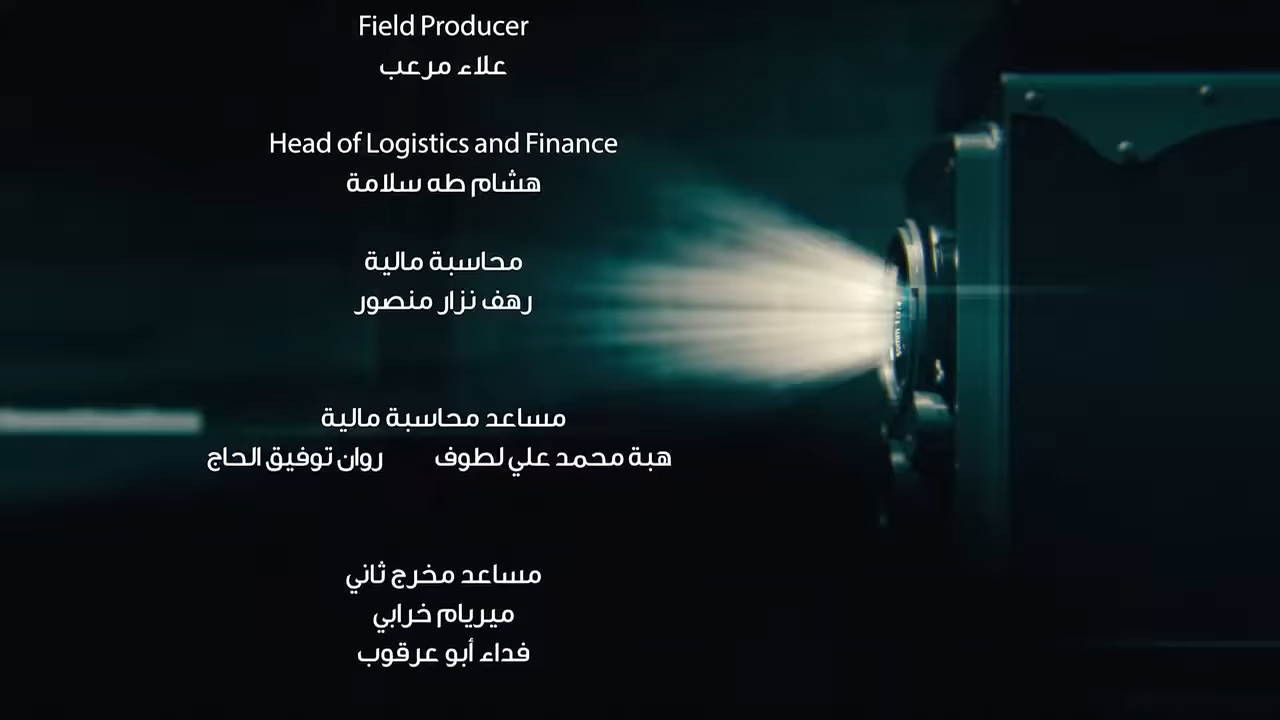 Field Producer
علاء مرعب
Head of Logistics and Finance
هشام طه سلامة
محاسبة مالية
رهف نزار منصور
مساعد محاسبة مالية
هبة محمد علي لطوف روان توفيق الحاج
مساعد مخرج ثاني
ميريام خرابي
فداء أبو عرقوب